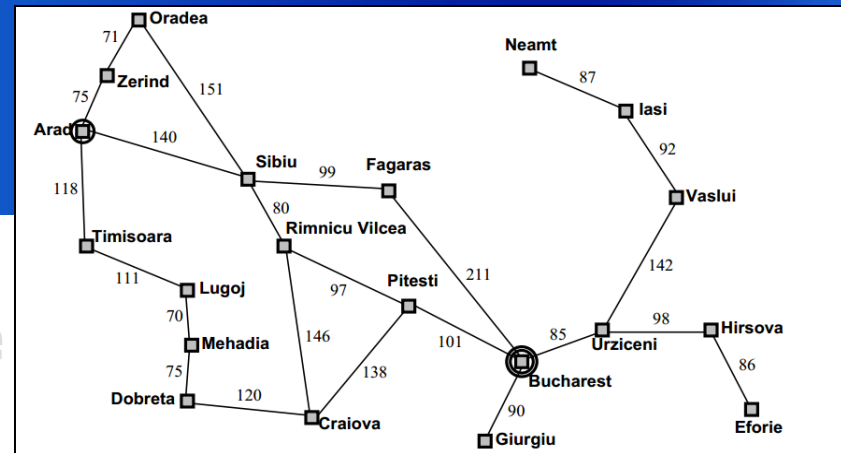 Oradea
71
Neamt
Zerind
87
151
75
Iasi
Arad
140
92
Sibiu
Fagaras
99
118
Vaslui
80
Timisoara
Rimnicu Vilcea
142
111
211
Pitesti
Lugoj
97
70
98
Hirsova
146
85
Urziceni
Mehadia
101
86
75
138
Bucharest
Dobreta
120
90
Craiova
Eforie
Giurgiu